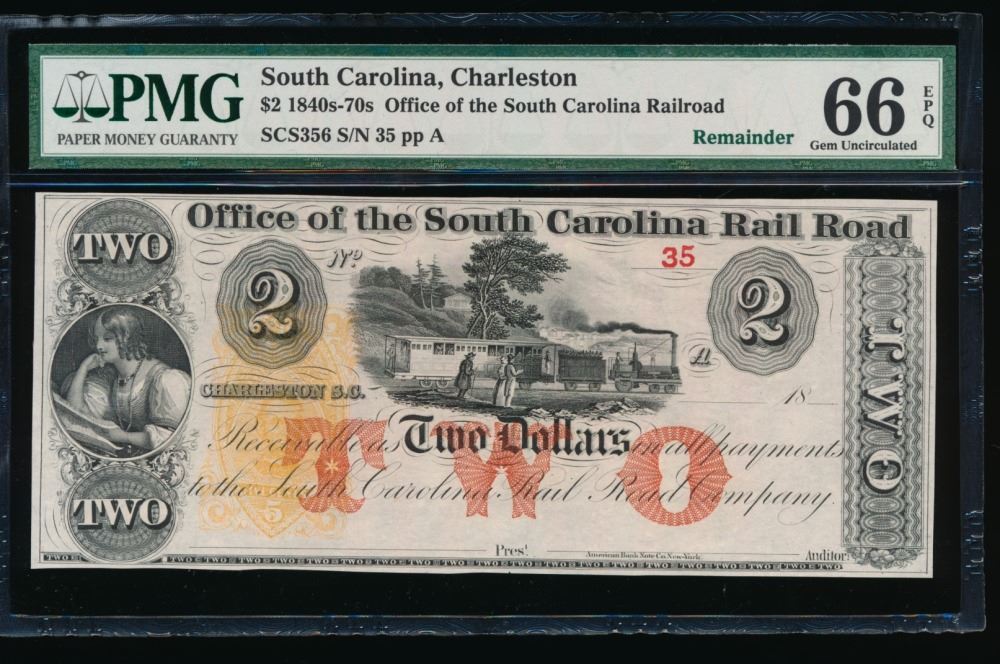 PMG
PAPER MONEY GUARANTY
South Carolina, Charleston
$2 1840s-70s Office of the South Carolina Railroad
SCS356 S/N 35 pp A
Remainder
66 EPQ
Gem Uncirculated
Office of the South Carolina Rail Road
TWO
2
No
35
2
A
CHARLESTON S.C.
18
Receivable as Two Dollars in all payments
to the South Carolina Rail Road Company.
TWO
TWO
TWO
5
Prest.
American Bank Note Co. New-York.
Auditor